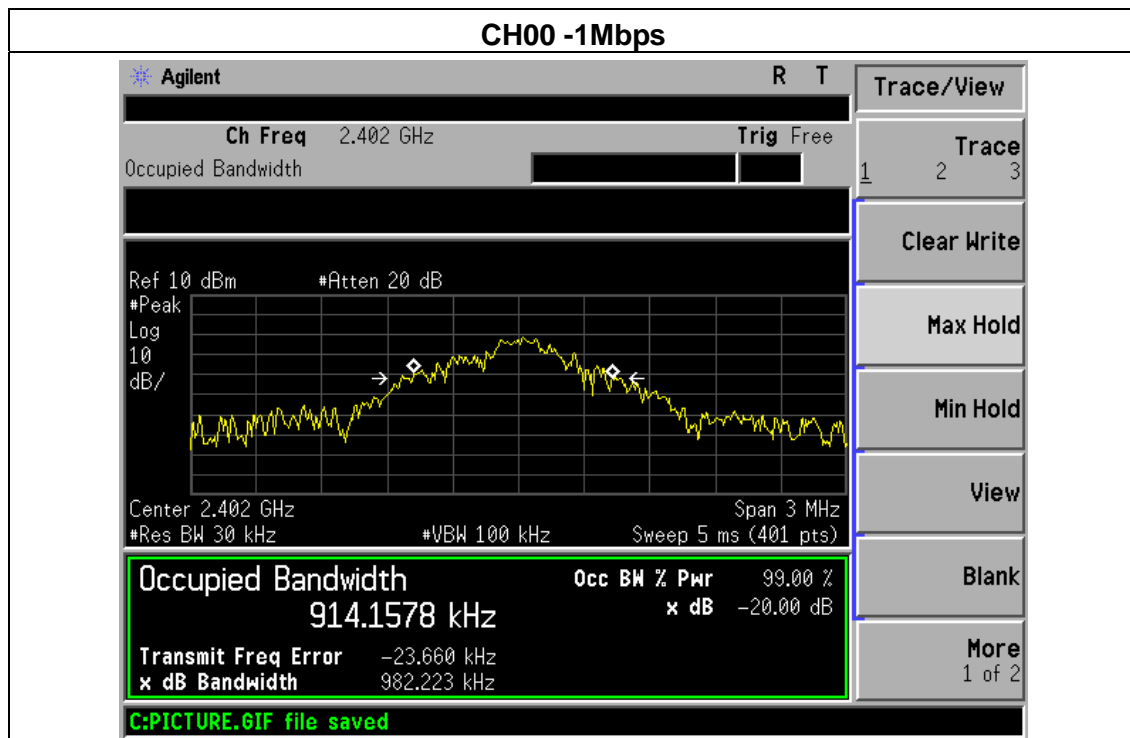 CH00 -1Mbps
Agilent R T
Trace/View
Ch Freq 2.402 GHz Trig Free
Occupied Bandwidth
Trace
1 2 3
Clear Write
Max Hold
Min Hold
View
Blank
More
1 of 2
Ref 10 dBm #Atten 20 dB
#Peak
Log
10
dB/
Center 2.402 GHz Span 3 MHz
#Res BW 30 kHz #VBW 100 kHz Sweep 5 ms (401 pts)
Occupied Bandwidth Occ BW % Pwr 99.00 %
914.1578 kHz x dB -20.00 dB
Transmit Freq Error -23.660 kHz
x dB Bandwidth 982.223 kHz
C:PICTURE.GIF file saved